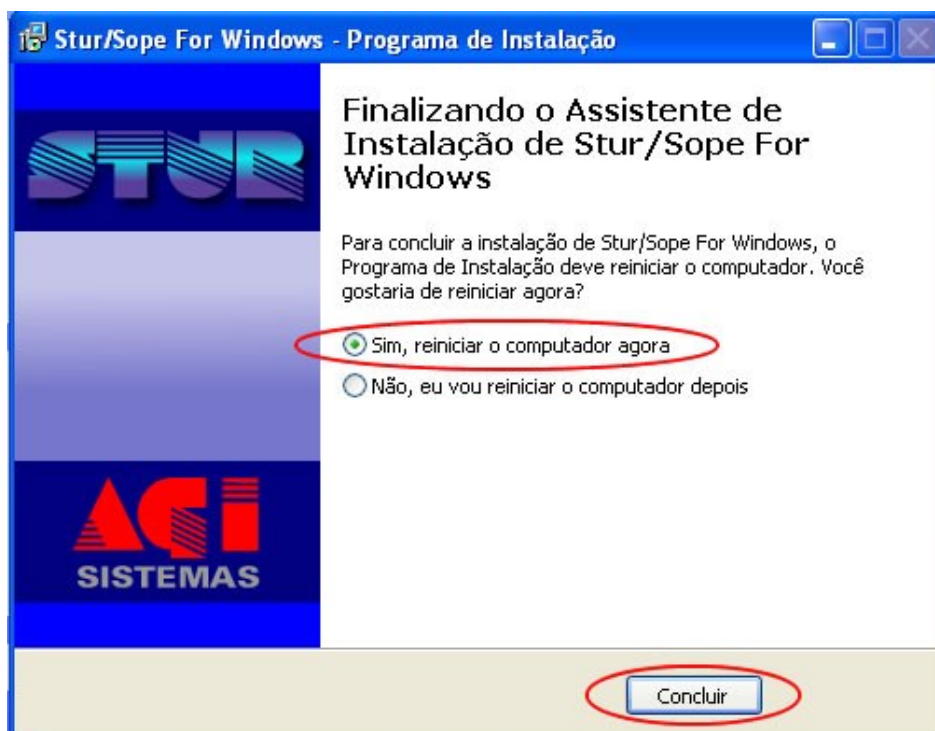 Stur/Sope For Windows - Programa de Instalação
STUR
Finalizando o Assistente de
Instalação de Stur/Sope For
Windows
Para concluir a instalação de Stur/Sope For Windows, o
Programa de Instalação deve reiniciar o computador. Você
gostaria de reiniciar agora?
Sim, reiniciar o computador agora
Não, eu vou reiniciar o computador depois
AGi
SISTEMAS
Concluir